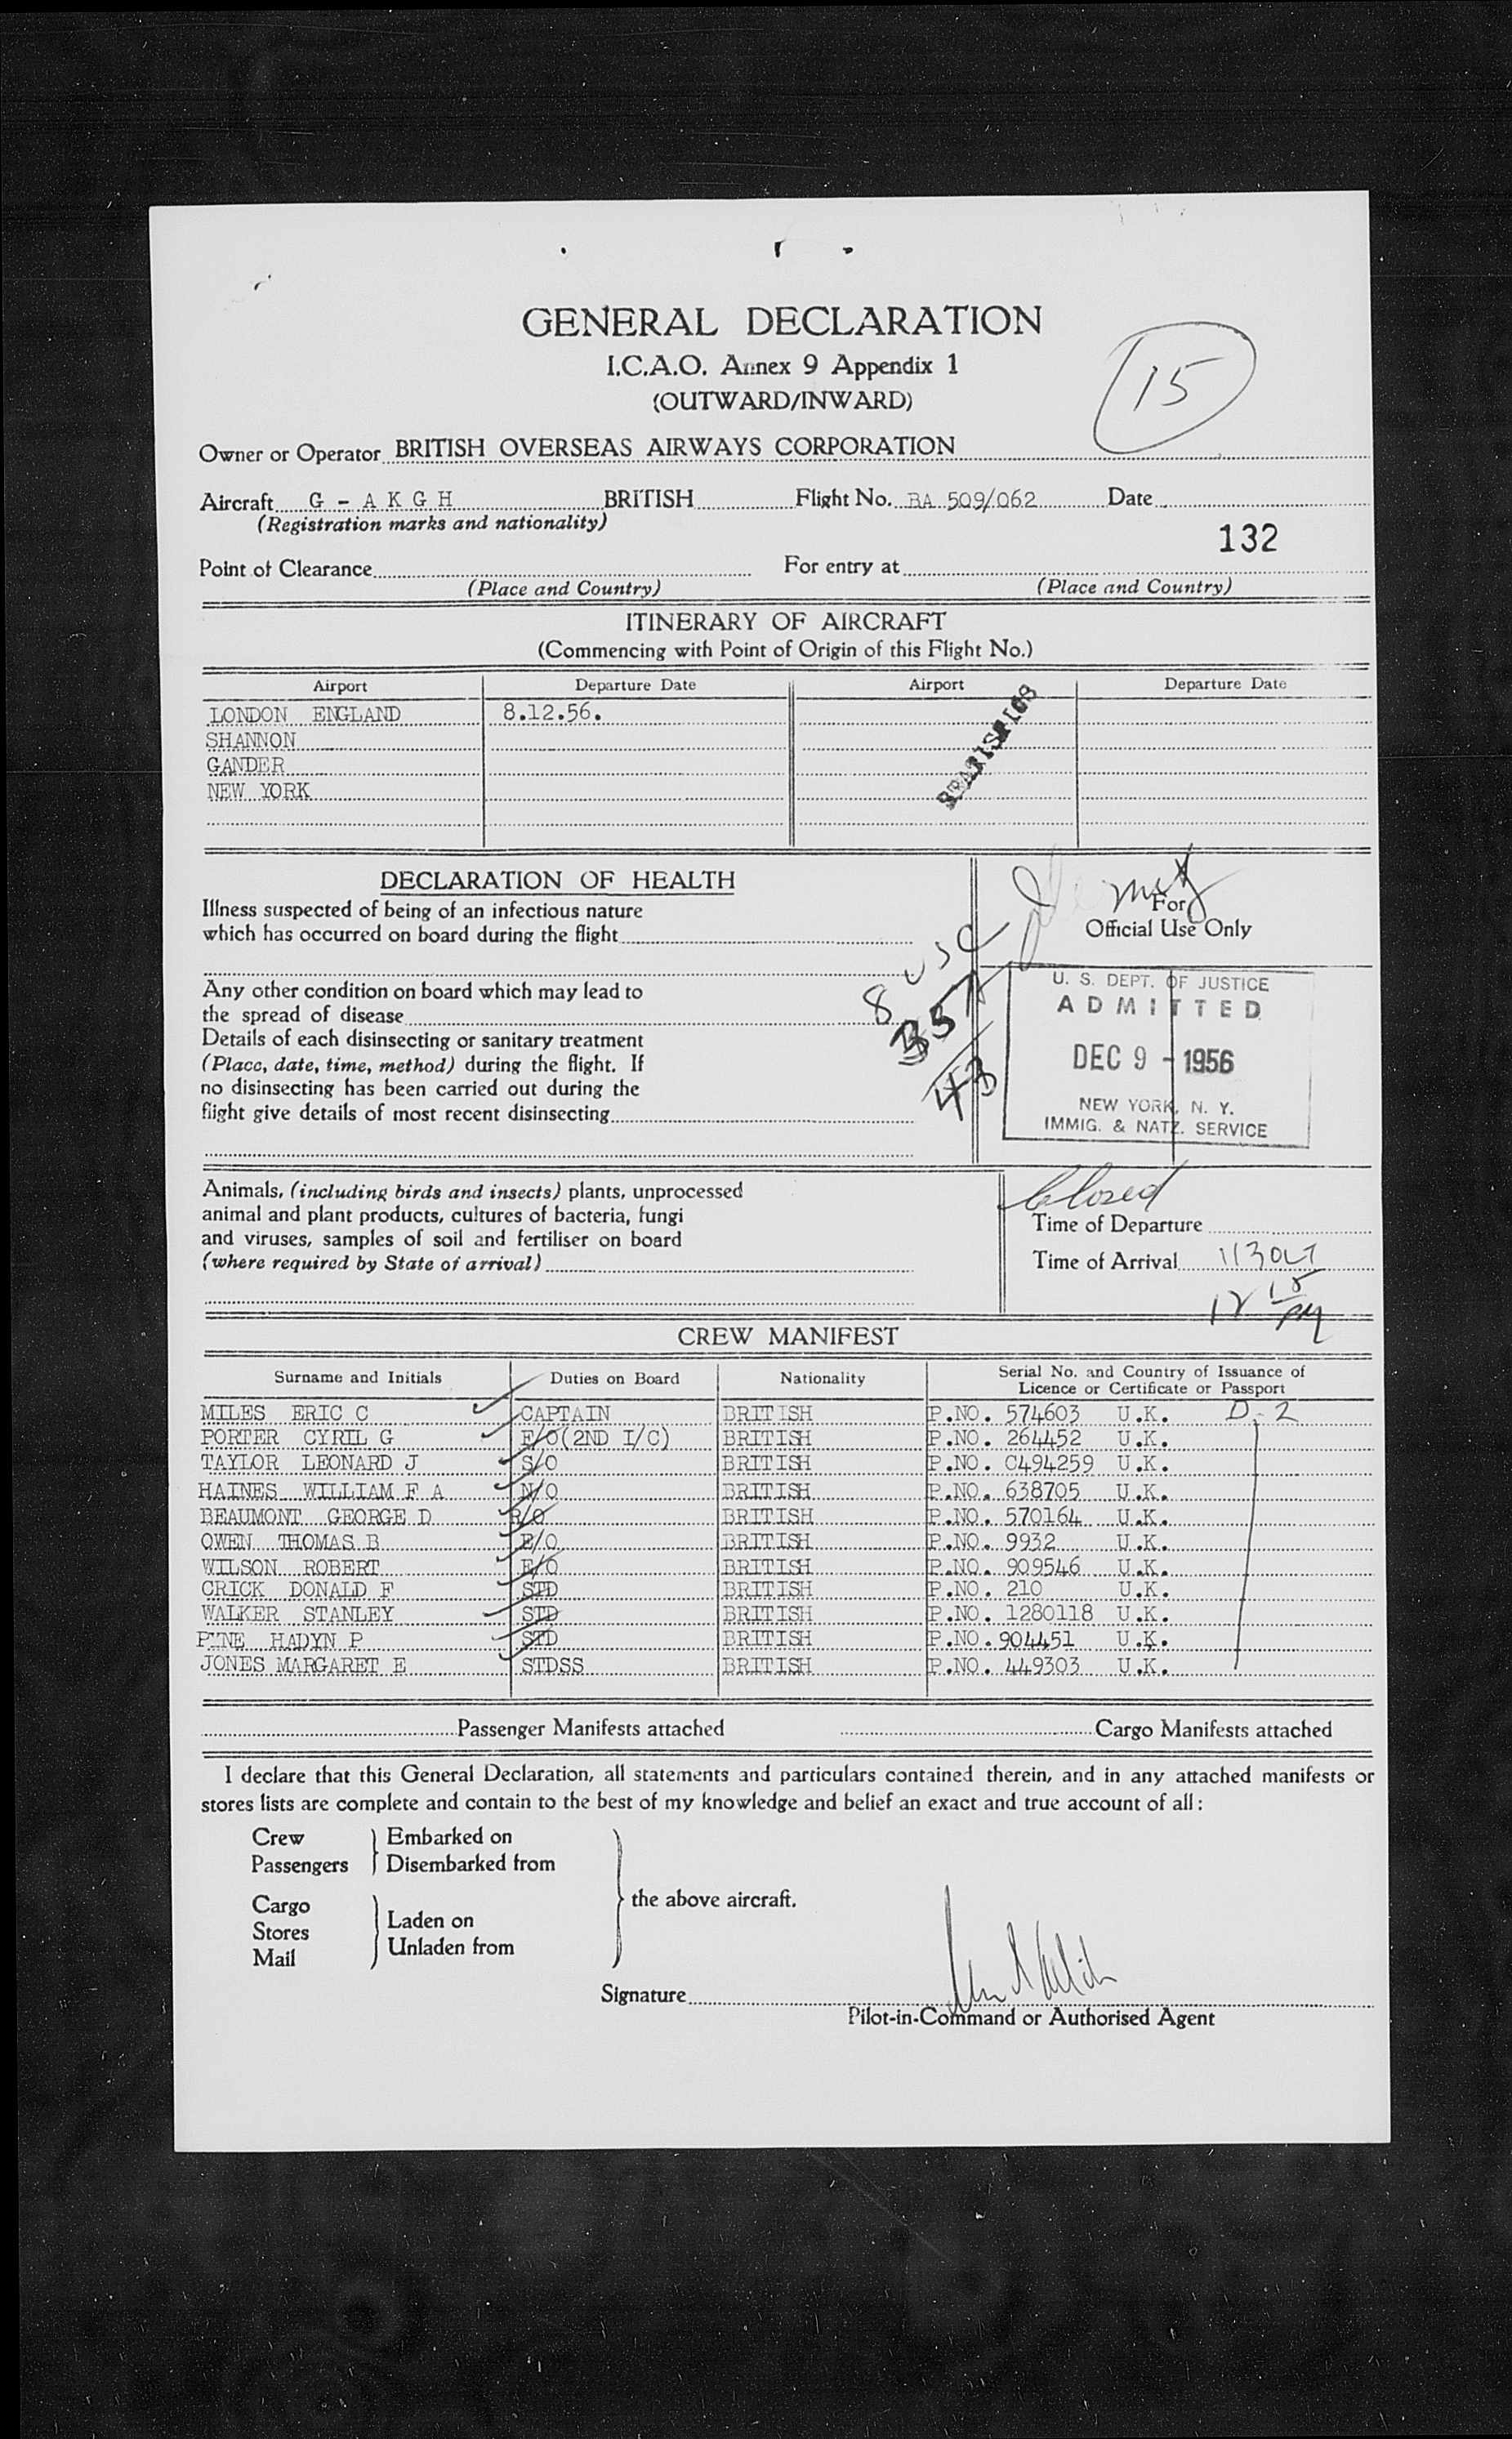 GENERAL DECLARATION
I.C.A.O. Annex 9 Appendix 1
(OUTWARD/INWARD)
15
Owner or Operator BRITISH OVERSEAS AIRWAYS CORPORATION
Aircraft G - A K G H BRITISH Flight No. BA 509/062 Date
(Registration marks and nationality)
132
Point of Clearance For entry at
(Place and Country) (Place and Country)
ITINERARY OF AIRCRAFT
(Commencing with Point of Origin of this Flight No.)
Airport Departure Date Airport Departure Date
LONDON ENGLAND 8.12.56.
SHANNON
GANDER
NEW YORK
STATISTICS
DECLARATION OF HEALTH
Illness suspected of being of an infectious nature
which has occurred on board during the flight
For
Official Use Only
8 USC
35
43
Any other condition on board which may lead to
the spread of disease
Details of each disinsecting or sanitary treatment
(Place, date, time, method) during the flight. If
no disinsecting has been carried out during the
flight give details of most recent disinsecting
U. S. DEPT. OF JUSTICE
ADMITTED
DEC 9 - 1956
NEW YORK, N. Y.
IMMIG. & NATZ. SERVICE
Animals, (including birds and insects) plants, unprocessed
animal and plant products, cultures of bacteria, fungi
and viruses, samples of soil and fertiliser on board
(where required by State of arrival)
Closed
Time of Departure
Time of Arrival 1130LT
12 15 PM
CREW MANIFEST
Surname and Initials Duties on Board Nationality Serial No. and Country of Issuance of Licence or Certificate or Passport
MILES ERIC C CAPTAIN BRITISH P.NO. 574603 U.K. D-2
PORTER CYRIL G F/O(2ND I/C) BRITISH P.NO. 264452 U.K.
TAYLOR LEONARD J S/O BRITISH P.NO. C494259 U.K.
HAINES WILLIAM F A N/O BRITISH P.NO. 638705 U.K.
BEAUMONT GEORGE D R/O BRITISH P.NO. 570164 U.K.
OWEN THOMAS B E/O BRITISH P.NO. 9932 U.K.
WILSON ROBERT E/O BRITISH P.NO. 909546 U.K.
CRICK DONALD F STD BRITISH P.NO. 210 U.K.
WALKER STANLEY STD BRITISH P.NO. 1280118 U.K.
HADYN P STD BRITISH P.NO. 904451 U.K.
JONES MARGARET E STDSS BRITISH P.NO. 449303 U.K.
Passenger Manifests attached Cargo Manifests attached
I declare that this General Declaration, all statements and particulars contained therein, and in any attached manifests or
stores lists are complete and contain to the best of my knowledge and belief an exact and true account of all:
Crew
Passengers
Embarked on
Disembarked from
Cargo
Stores
Mail
Laden on
Unladen from
the above aircraft.
Signature
Pilot-in-Command or Authorised Agent